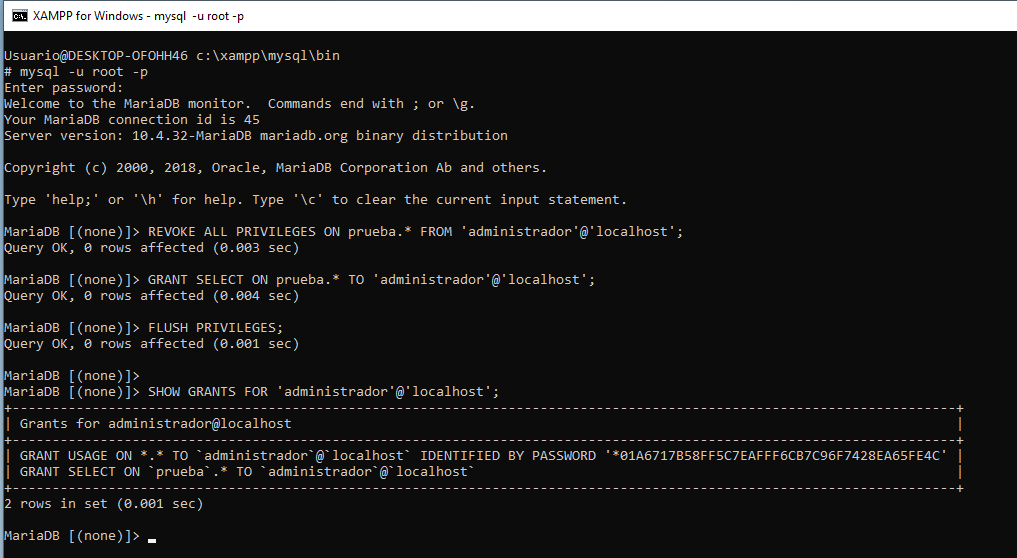 XAMPP for Windows - mysql -u root -p
Usuario@DESKTOP-OFOHH46 c:\xampp\mysql\bin
# mysql -u root -p
Enter password:
Welcome to the MariaDB monitor.  Commands end with ; or \g.
Your MariaDB connection id is 45
Server version: 10.4.32-MariaDB mariadb.org binary distribution
Copyright (c) 2000, 2018, Oracle, MariaDB Corporation Ab and others.
Type 'help;' or '\h' for help. Type '\c' to clear the current input statement.
MariaDB [(none)]> REVOKE ALL PRIVILEGES ON prueba.* FROM 'administrador'@'localhost';
Query OK, 0 rows affected (0.003 sec)
MariaDB [(none)]> GRANT SELECT ON prueba.* TO 'administrador'@'localhost';
Query OK, 0 rows affected (0.004 sec)
MariaDB [(none)]> FLUSH PRIVILEGES;
Query OK, 0 rows affected (0.001 sec)
MariaDB [(none)]>
MariaDB [(none)]> SHOW GRANTS FOR 'administrador'@'localhost';
+----------------------------------------------------------------------------------------------------------------------+
| Grants for administrador@localhost                                                                                   |
+----------------------------------------------------------------------------------------------------------------------+
| GRANT USAGE ON *.* TO `administrador`@`localhost` IDENTIFIED BY PASSWORD '*01A6717B58FF5C7EAFFF6CB7C96F7428EA65FE4C' |
| GRANT SELECT ON `prueba`.* TO `administrador`@`localhost`                                                            |
+----------------------------------------------------------------------------------------------------------------------+
2 rows in set (0.001 sec)
MariaDB [(none)]>